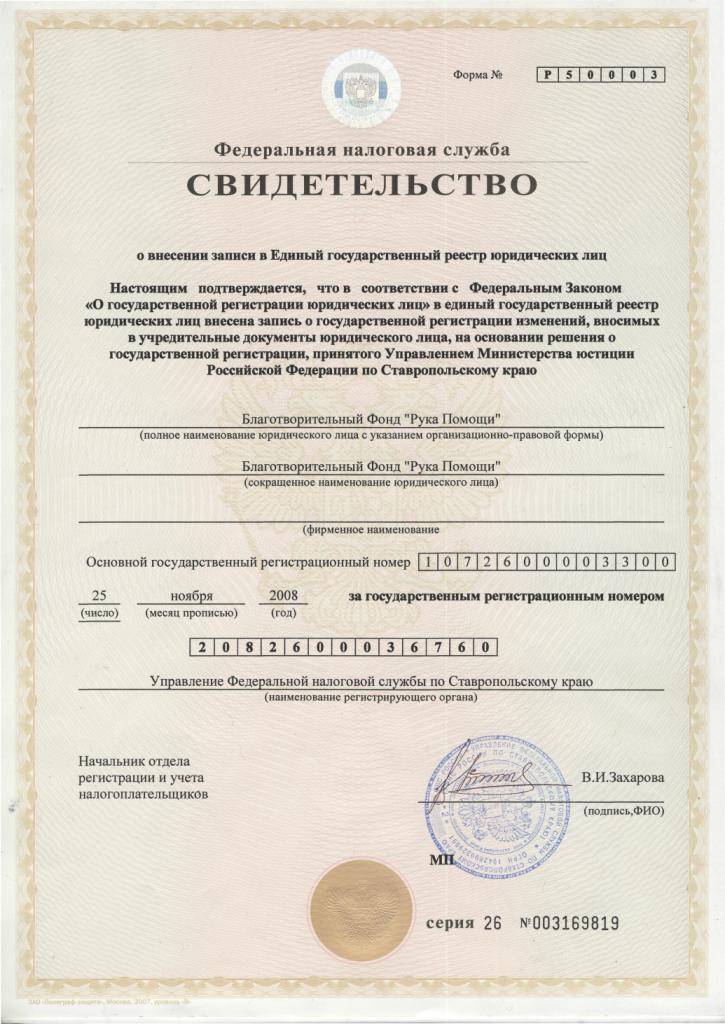 Форма № Р50003
Федеральная налоговая служба
СВИДЕТЕЛЬСТВО
о внесении записи в Единый государственный реестр юридических лиц
Настоящим подтверждается, что в соответствии с Федеральным Законом
«О государственной регистрации юридических лиц» в единый государственный реестр
юридических лиц внесена запись о государственной регистрации изменений, вносимых
в учредительные документы юридического лица, на основании решения о
государственной регистрации, принятого Управлением Министерства юстиции
Российской Федерации по Ставропольскому краю
Благотворительный Фонд "Рука Помощи"
(полное наименование юридического лица с указанием организационно-правовой формы)
Благотворительный Фонд "Рука Помощи"
(сокращенное наименование юридического лица)
(фирменное наименование
Основной государственный регистрационный номер 1072600003300
25 ноября 2008 за государственным регистрационным номером
(число) (месяц прописью) (год)
2082600036760
Управление Федеральной налоговой службы по Ставропольскому краю
(наименование регистрирующего органа)
Начальник отдела
регистрации и учета
налогоплательщиков
В.И.Захарова
(подпись,ФИО)
МП
серия 26 №003169819
ЗАО «Полиграф-защита», Москва, 2007, уровень «В»